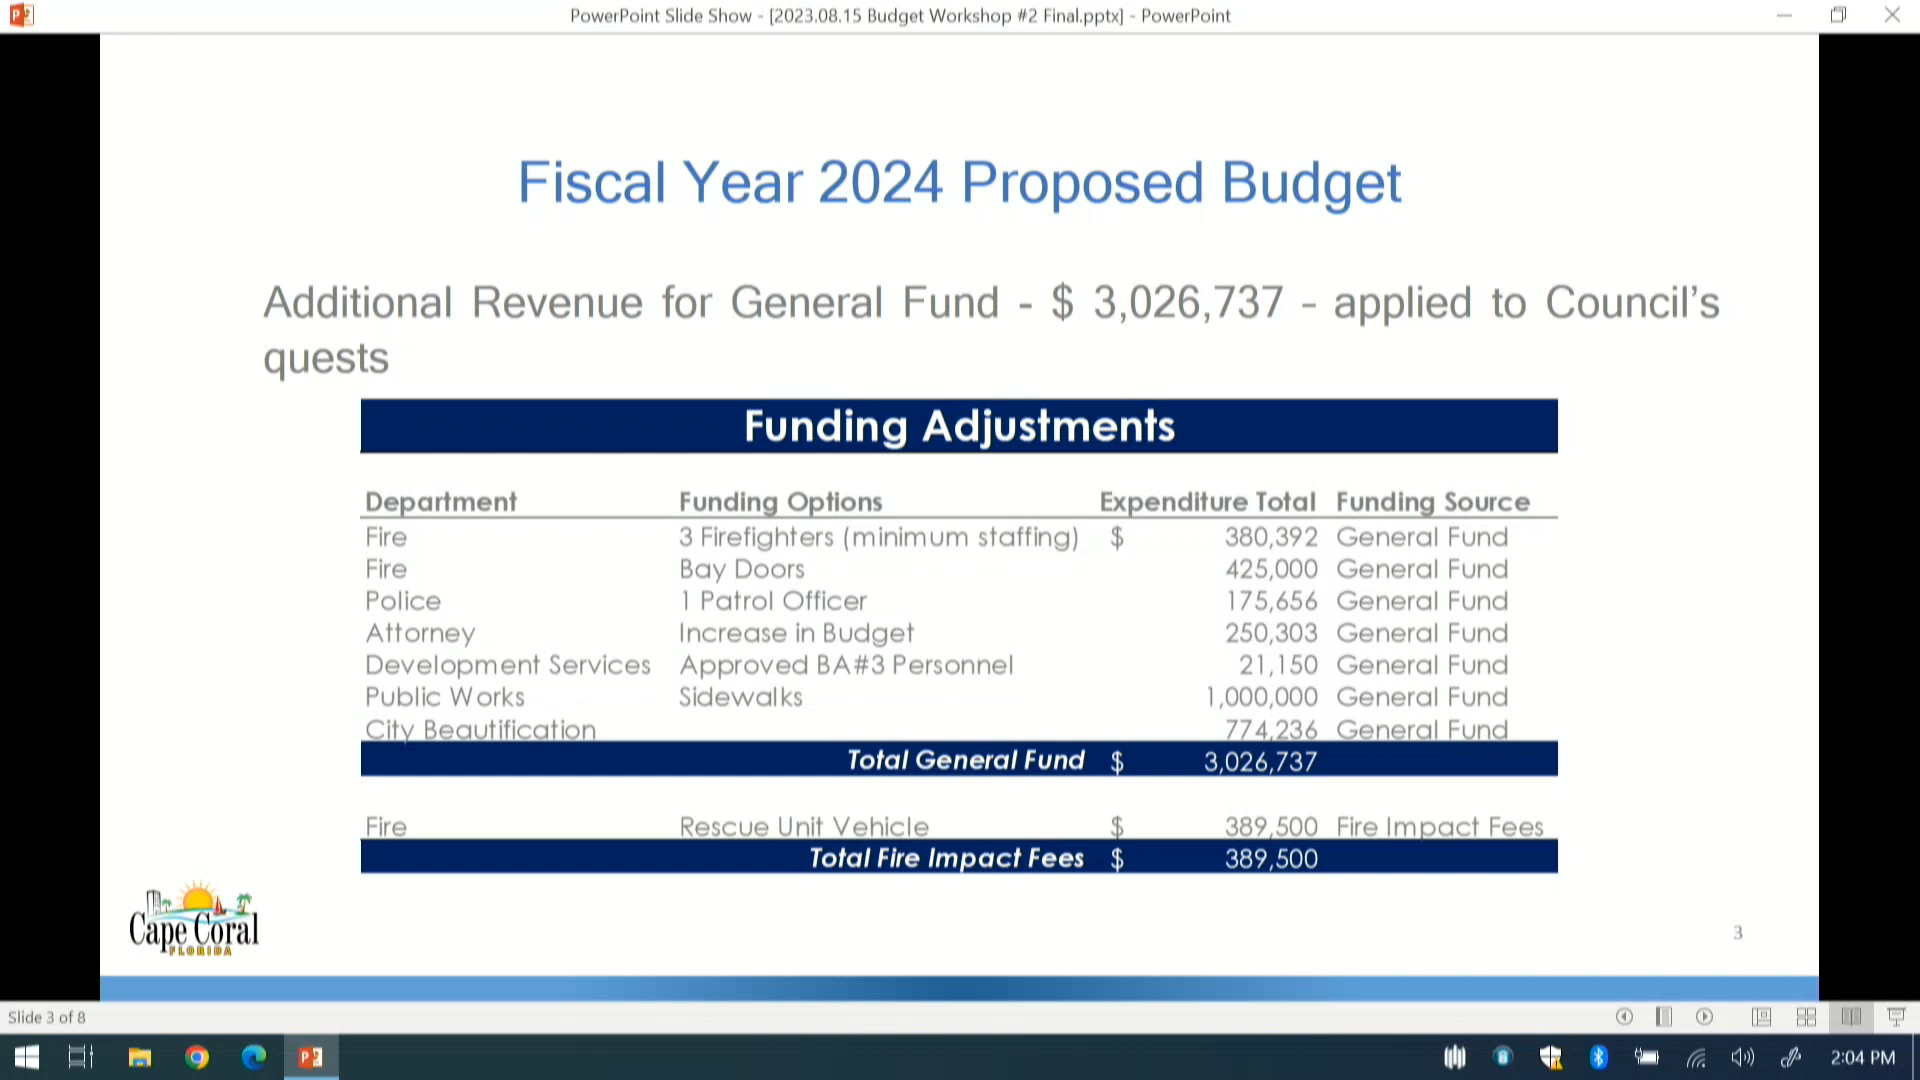 PowerPoint Slide Show - [2023.08.15 Budget Workshop #2 Final.pptx] - PowerPoint
Fiscal Year 2024 Proposed Budget
Additional Revenue for General Fund - $ 3,026,737 – applied to Council’s
quests
Funding Adjustments
Department Funding Options Expenditure Total Funding Source
Fire 3 Firefighters (minimum staffing) $ 380,392 General Fund
Fire Bay Doors 425,000 General Fund
Police 1 Patrol Officer 175,656 General Fund
Attorney Increase in Budget 250,303 General Fund
Development Services Approved BA#3 Personnel 21,150 General Fund
Public Works Sidewalks 1,000,000 General Fund
City Beautification 774,236 General Fund
Total General Fund $ 3,026,737
Fire Rescue Unit Vehicle $ 389,500 Fire Impact Fees
Total Fire Impact Fees $ 389,500
Cape Coral
FLORIDA
3
Slide 3 of 8
2:04 PM